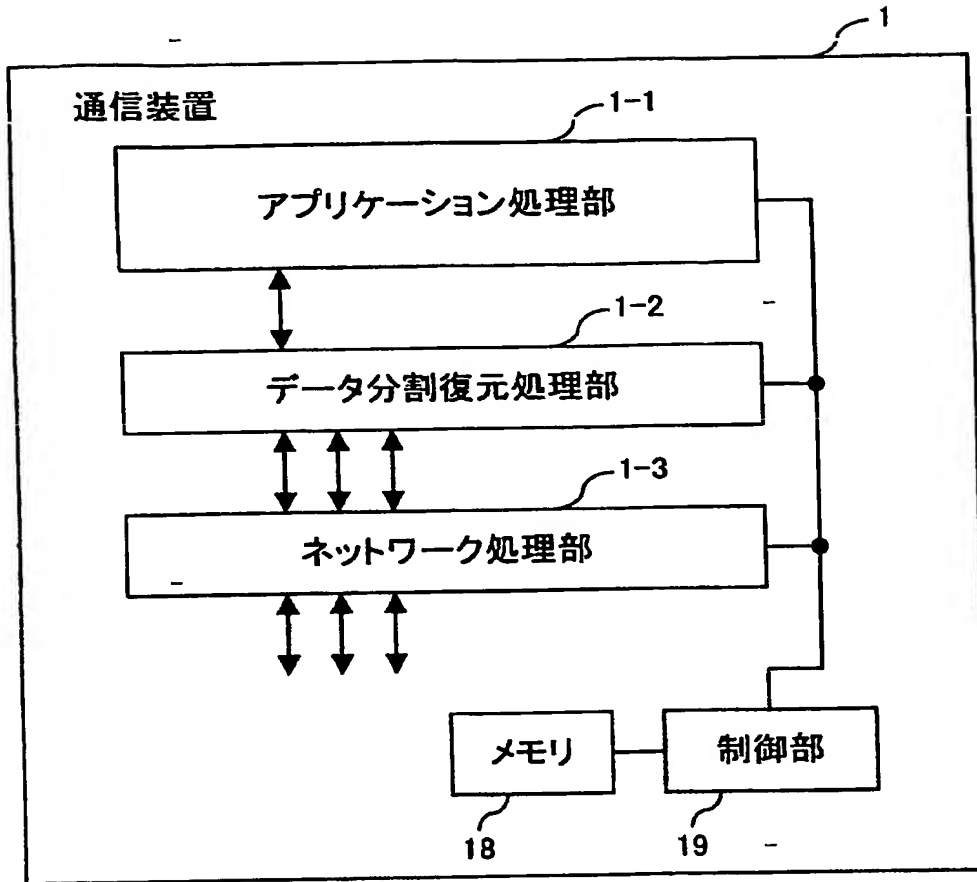 1
通信装置
1-1
アプリケーション処理部
1-2
データ分割復元処理部
1-3
ネットワーク処理部
メモリ
制御部
18
19